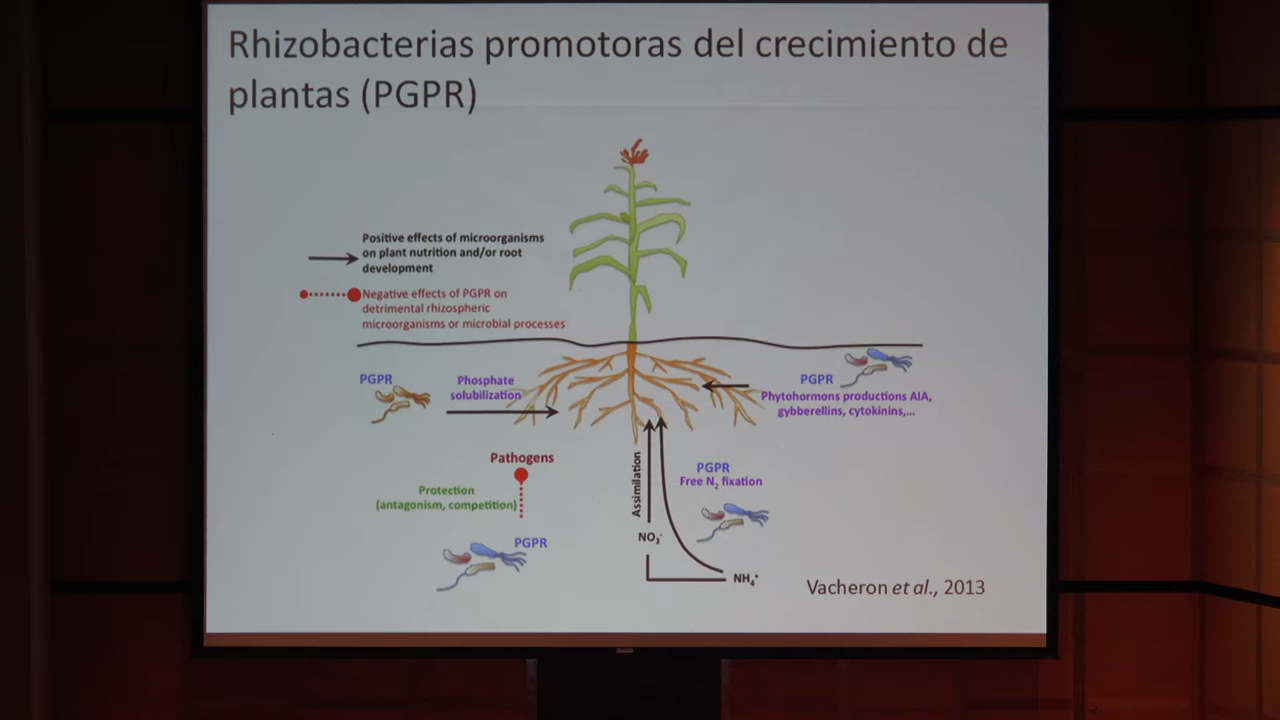 Rhizobacterias promotoras del crecimiento de
plantas (PGPR)
Positive effects of microorganisms
on plant nutrition and/or root
development
Negative effects of PGPR on
detrimental rhizospheric
microorganisms or microbial processes
PGPR
Phosphate
solubilization
PGPR
Phytohormons productions AIA,
gybberellins, cytokinins,...
Pathogens
Protection
(antagonism, competition)
PGPR
Assimilation
PGPR
Free N₂ fixation
NO₃⁻
NH₄⁺
Vacheron et al., 2013